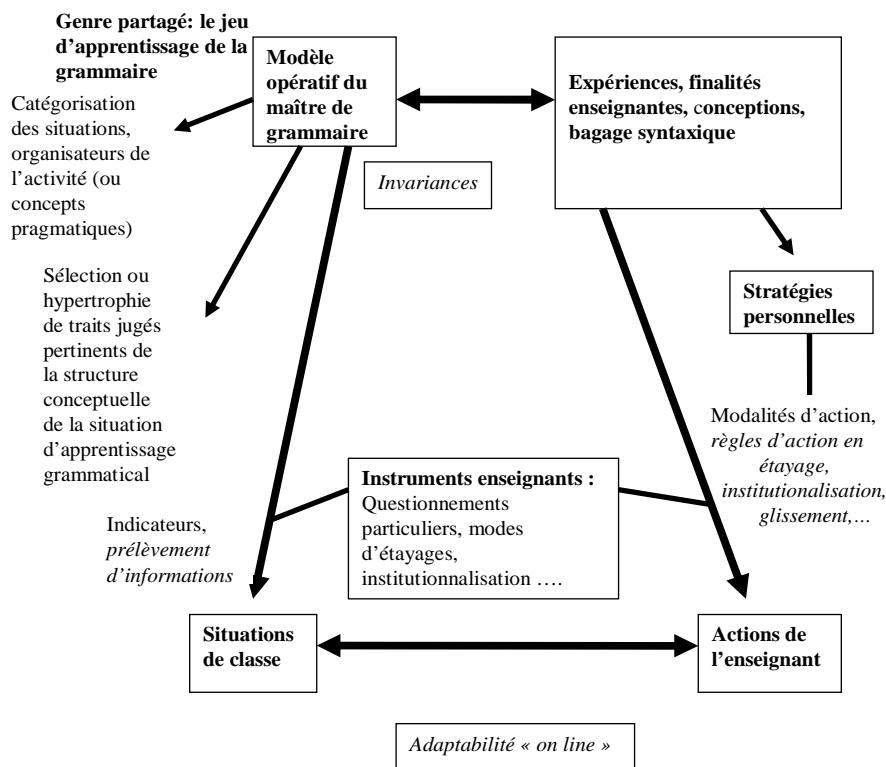 Genre partagé: le jeu
d’apprentissage de la
grammaire
Modèle
opératif du
maître de
grammaire
Expériences, finalités
enseignantes, conceptions,
bagage syntaxique
Catégorisation
des situations,
organisateurs de
l’activité (ou
concepts
pragmatiques)
Invariances
Sélection ou
hypertrophie
de traits jugés
pertinents de
la structure
conceptuelle
de la situation
d’apprentissage
grammatical
Stratégies
personnelles
Modalités d’action,
règles d’action en
étayage,
institutionalisation,
glissement,…
Instruments enseignants :
Questionnements
particuliers, modes
d’étayages,
institutionnalisation ….
Indicateurs,
prélèvement
d’informations
Situations
de classe
Actions de
l’enseignant
Adaptabilité « on line »